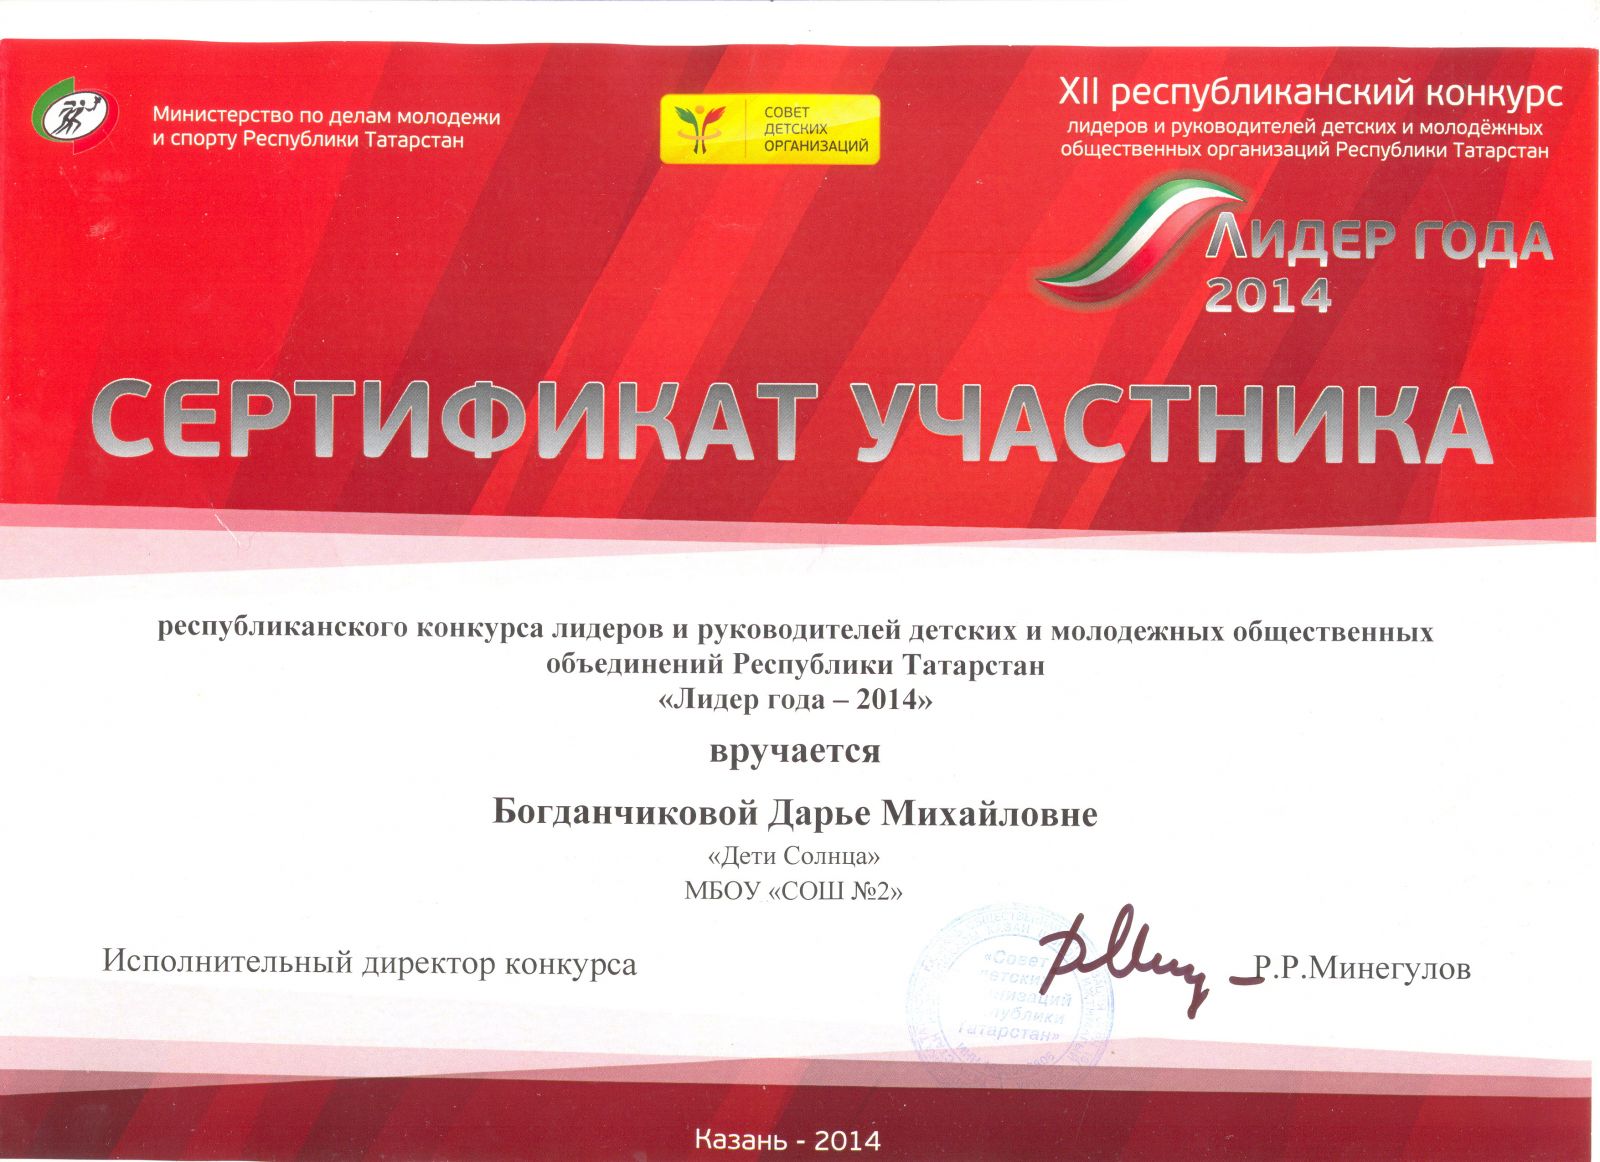 Министерство по делам молодежи
и спорту Республики Татарстан
СОВЕТ
ДЕТСКИХ
ОРГАНИЗАЦИЙ
XII республиканский конкурс
лидеров и руководителей детских и молодёжных
общественных организаций Республики Татарстан
ЛИДЕР ГОДА
2014
СЕРТИФИКАТ УЧАСТНИКА
республиканского конкурса лидеров и руководителей детских и молодежных общественных
объединений Республики Татарстан
«Лидер года – 2014»
вручается
Богданчиковой Дарье Михайловне
«Дети Солнца»
МБОУ «СОШ №2»
Исполнительный директор конкурса
Р.Р.Минегулов
«Совет
Татарстан»
Казань - 2014